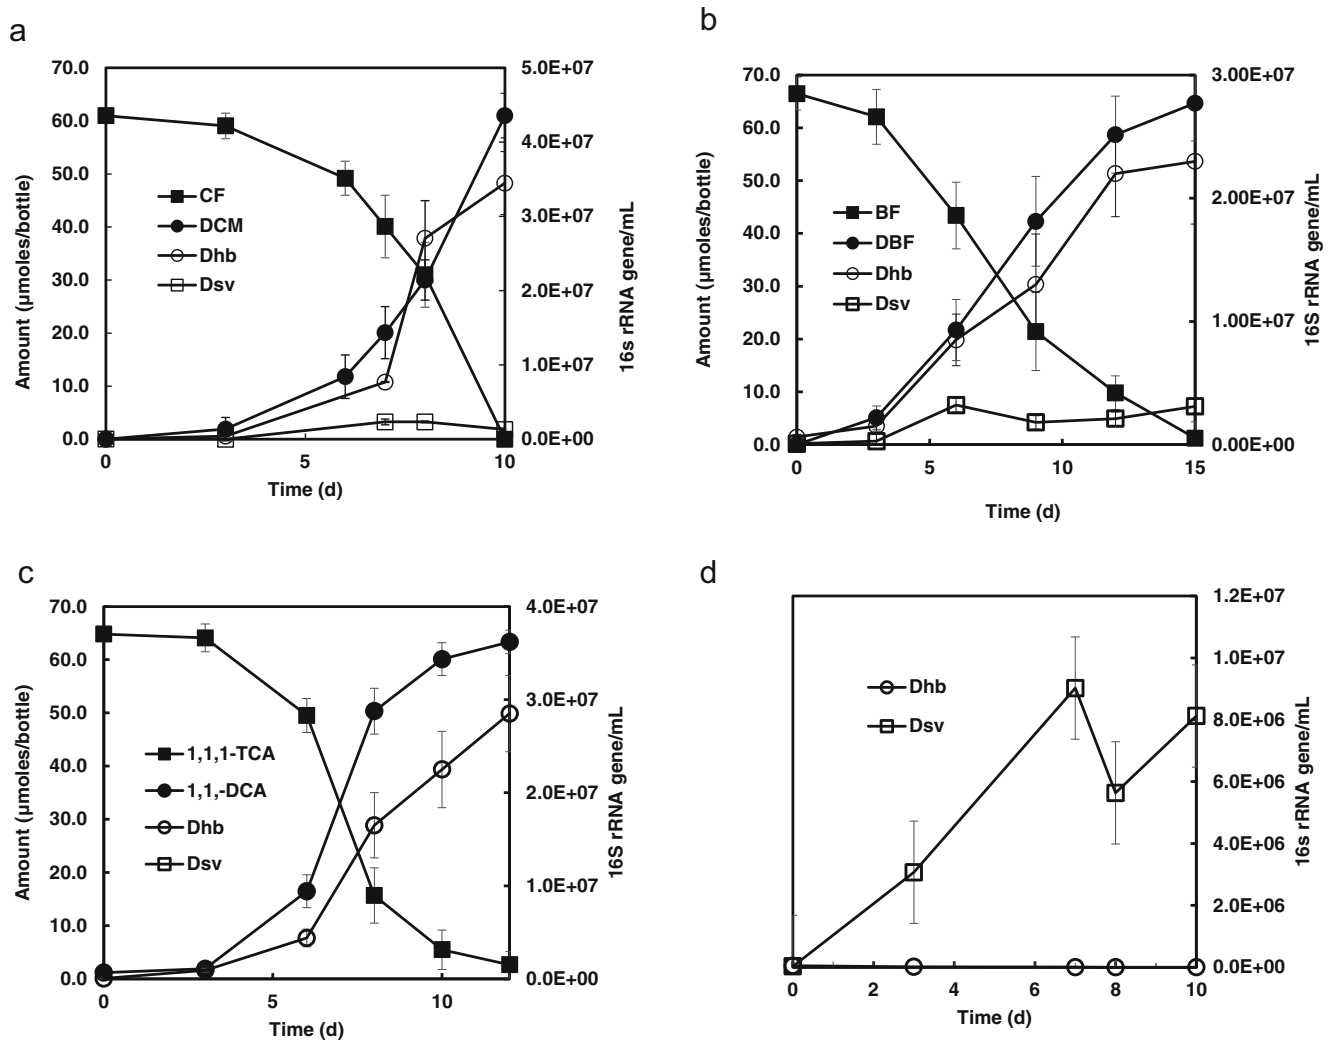 a
70.0
60.0
50.0
40.0
30.0
20.0
10.0
0.0
Amount (µmoles/bottle)
CF
DCM
Dhb
Dsv
5.0E+07
4.0E+07
3.0E+07
2.0E+07
1.0E+07
0.0E+00
16s rRNA gene/mL
0 5 10
Time (d)
b
70.0
60.0
50.0
40.0
30.0
20.0
10.0
0.0
Amount (µmoles/bottle)
BF
DBF
Dhb
Dsv
3.00E+07
2.00E+07
1.00E+07
0.00E+00
16S rRNA gene/mL
0 5 10 15
Time (d)
c
70.0
60.0
50.0
40.0
30.0
20.0
10.0
0.0
Amount (µmoles/bottle)
1,1,1-TCA
1,1,-DCA
Dhb
Dsv
4.0E+07
3.0E+07
2.0E+07
1.0E+07
0.0E+00
16S rRNA gene/mL
0 5 10
Time (d)
d
Dhb
Dsv
1.2E+07
1.0E+07
8.0E+06
6.0E+06
4.0E+06
2.0E+06
0.0E+00
16s rRNA gene/mL
0 2 4 6 8 10
Time (d)